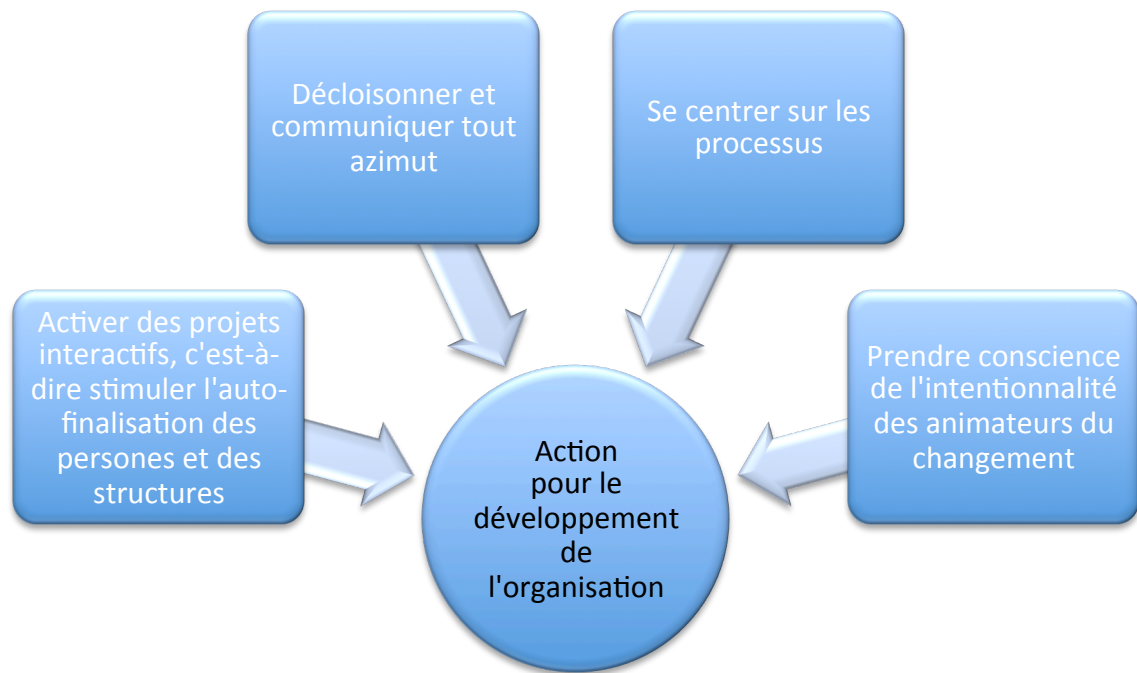 Décloisonner et
communiquer tout
azimut
Se centrer sur les
processus
Activer des projets
interactifs, c'est-à-
dire stimuler l'auto-
finalisation des
persones et des
structures
Prendre conscience
de l'intentionnalité
des animateurs du
changement
Action
pour le
développement
de
l'organisation